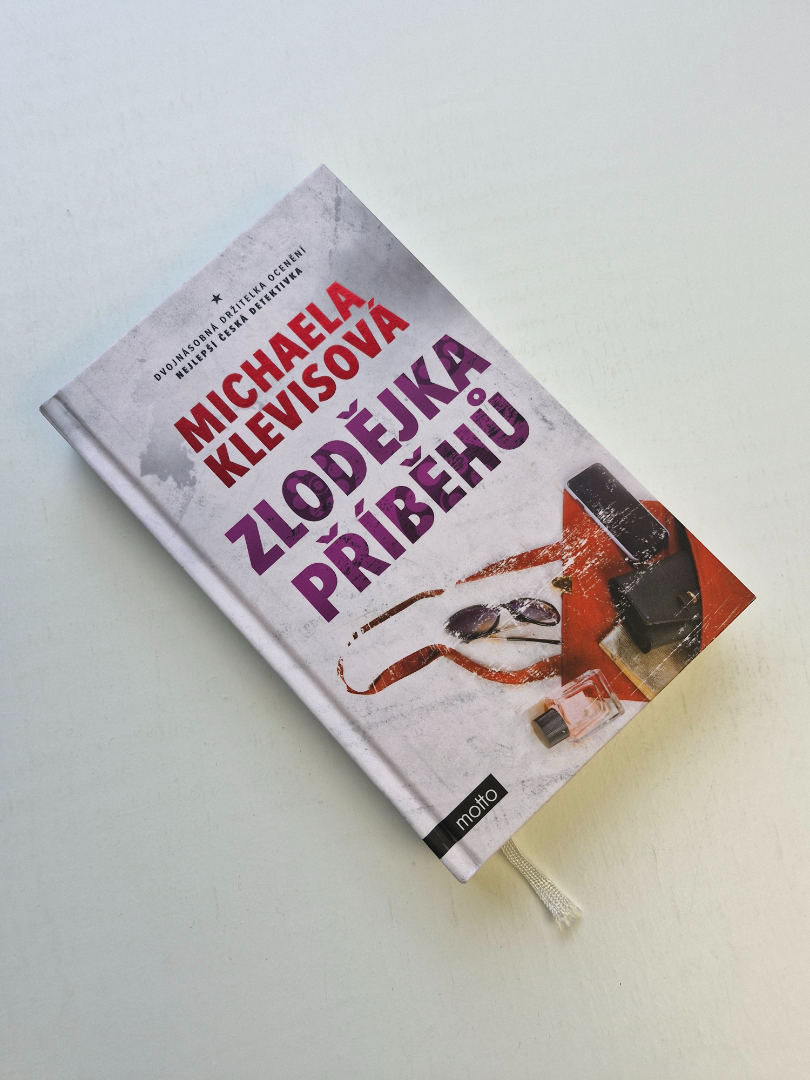 DVOJNÁSOBNÁ DRŽITELKA OCENĚNÍ
NEJLEPŠÍ ČESKÁ DETEKTIVKA
MICHAELA
KLEVISOVÁ
ZLODĚJKA
PŘÍBĚHŮ
motto